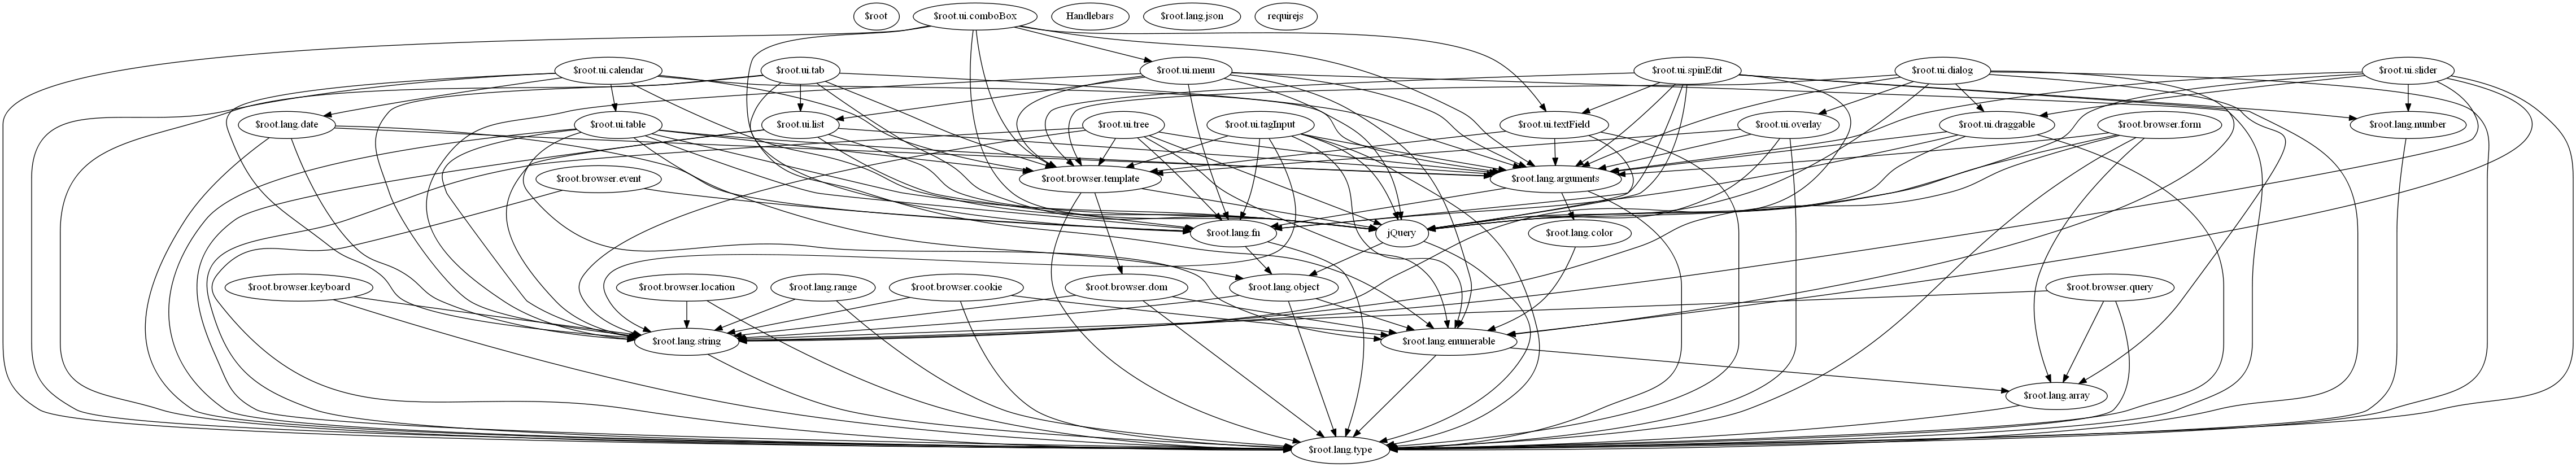 $root
$root.ui.comboBox
Handlebars
$root.lang.json
requirejs
$root.ui.calendar
$root.ui.tab
$root.ui.menu
$root.ui.spinEdit
$root.ui.dialog
$root.ui.slider
$root.lang.date
$root.ui.table
$root.ui.list
$root.ui.tree
$root.ui.tagInput
$root.ui.textField
$root.ui.overlay
$root.ui.draggable
$root.browser.form
$root.lang.number
$root.browser.event
$root.browser.template
$root.lang.arguments
$root.lang.fn
jQuery
$root.lang.color
$root.browser.keyboard
$root.browser.location
$root.lang.range
$root.browser.cookie
$root.browser.dom
$root.lang.object
$root.browser.query
$root.lang.string
$root.lang.enumerable
$root.lang.array
$root.lang.type